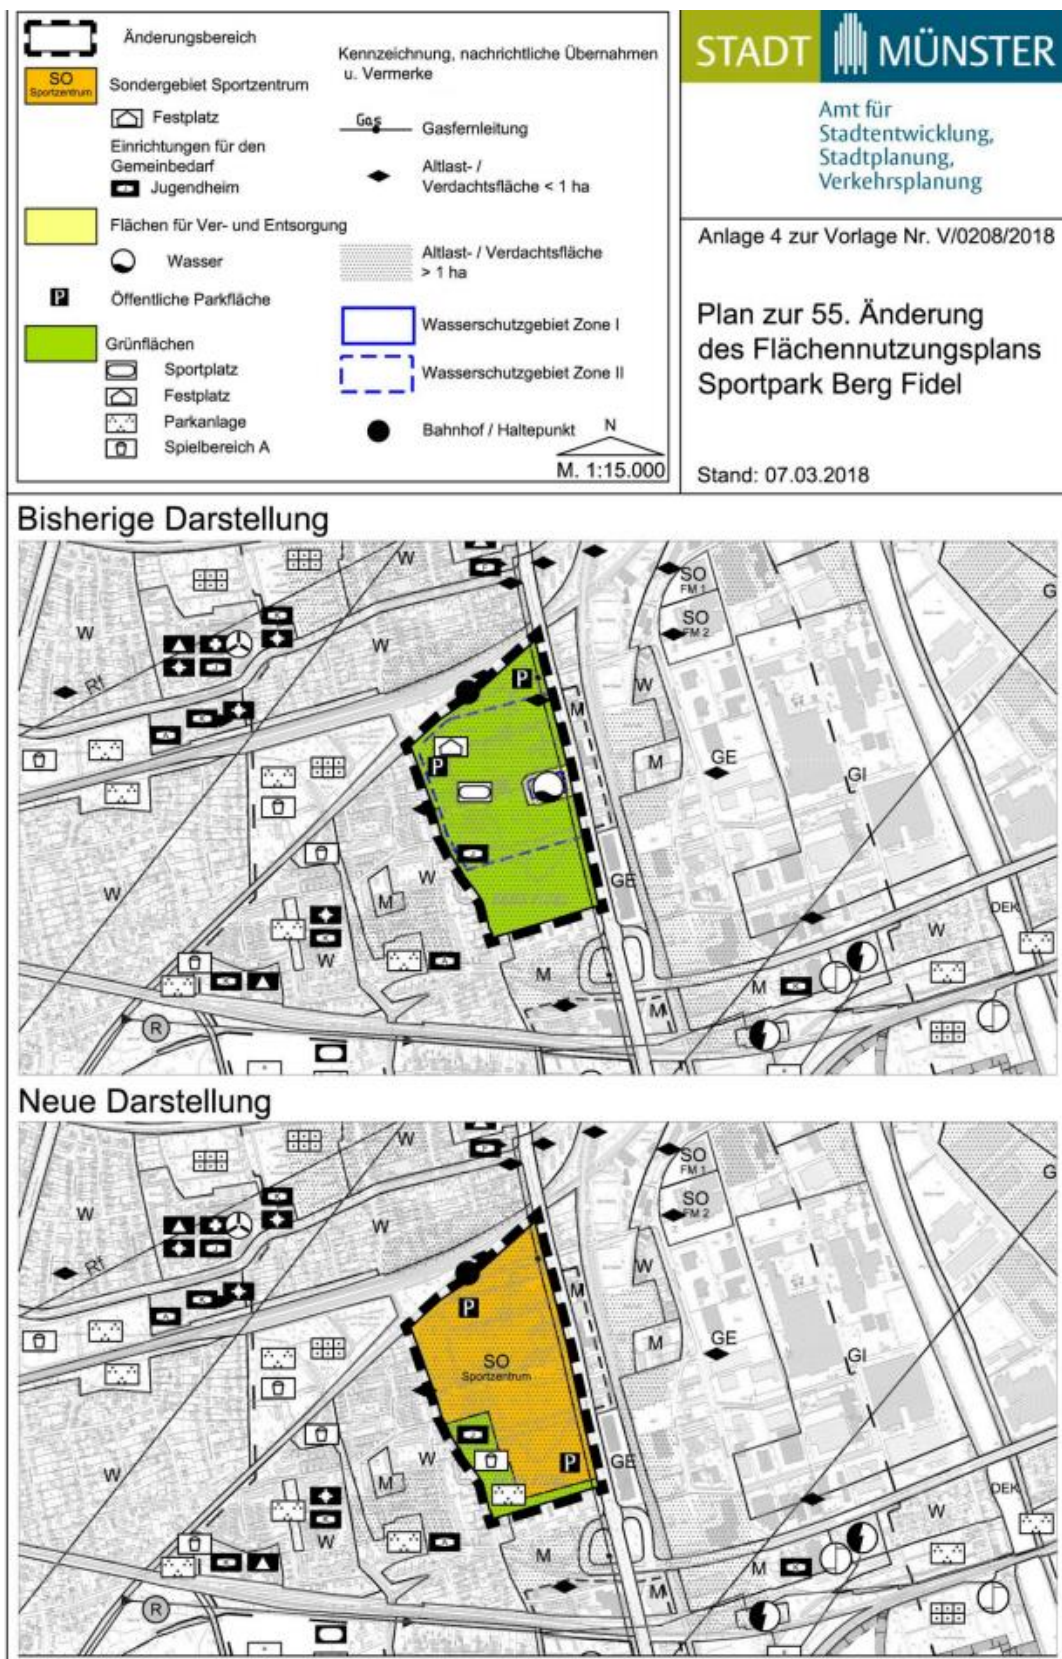 Änderungsbereich
SO
Sportzentrum
Sondergebiet Sportzentrum
Festplatz
Einrichtungen für den
Gemeinbedarf
J
Jugendheim
Flächen für Ver- und Entsorgung
Wasser
P
Öffentliche Parkfläche
Grünflächen
Sportplatz
Festplatz
Parkanlage
Spielbereich A
Kennzeichnung, nachrichtliche Übernahmen
u. Vermerke
Gas
Gasfernleitung
Altlast- /
Verdachtsfläche < 1 ha
Altlast- / Verdachtsfläche
> 1 ha
Wasserschutzgebiet Zone I
Wasserschutzgebiet Zone II
Bahnhof / Haltepunkt
N
M. 1:15.000
STADT MÜNSTER
Amt für
Stadtentwicklung,
Stadtplanung,
Verkehrsplanung
Anlage 4 zur Vorlage Nr. V/0208/2018
Plan zur 55. Änderung
des Flächennutzungsplans
Sportpark Berg Fidel
Stand: 07.03.2018
Bisherige Darstellung
W
SO
FM 1
G
K
SO
FM 2
W
W
J
Rf
P
W
M
K
A
P
M
GE
GI
J
W
W
M
GE
DEK
K
W
A
W
K
M
M
K
M
R
Neue Darstellung
W
SO
FM 1
G
K
SO
FM 2
W
W
J
Rf
W
M
K
P
A
M
GE
SO
Sportzentrum
GI
J
W
W
P
GE
M
DEK
K
W
A
W
K
M
M
K
M
R